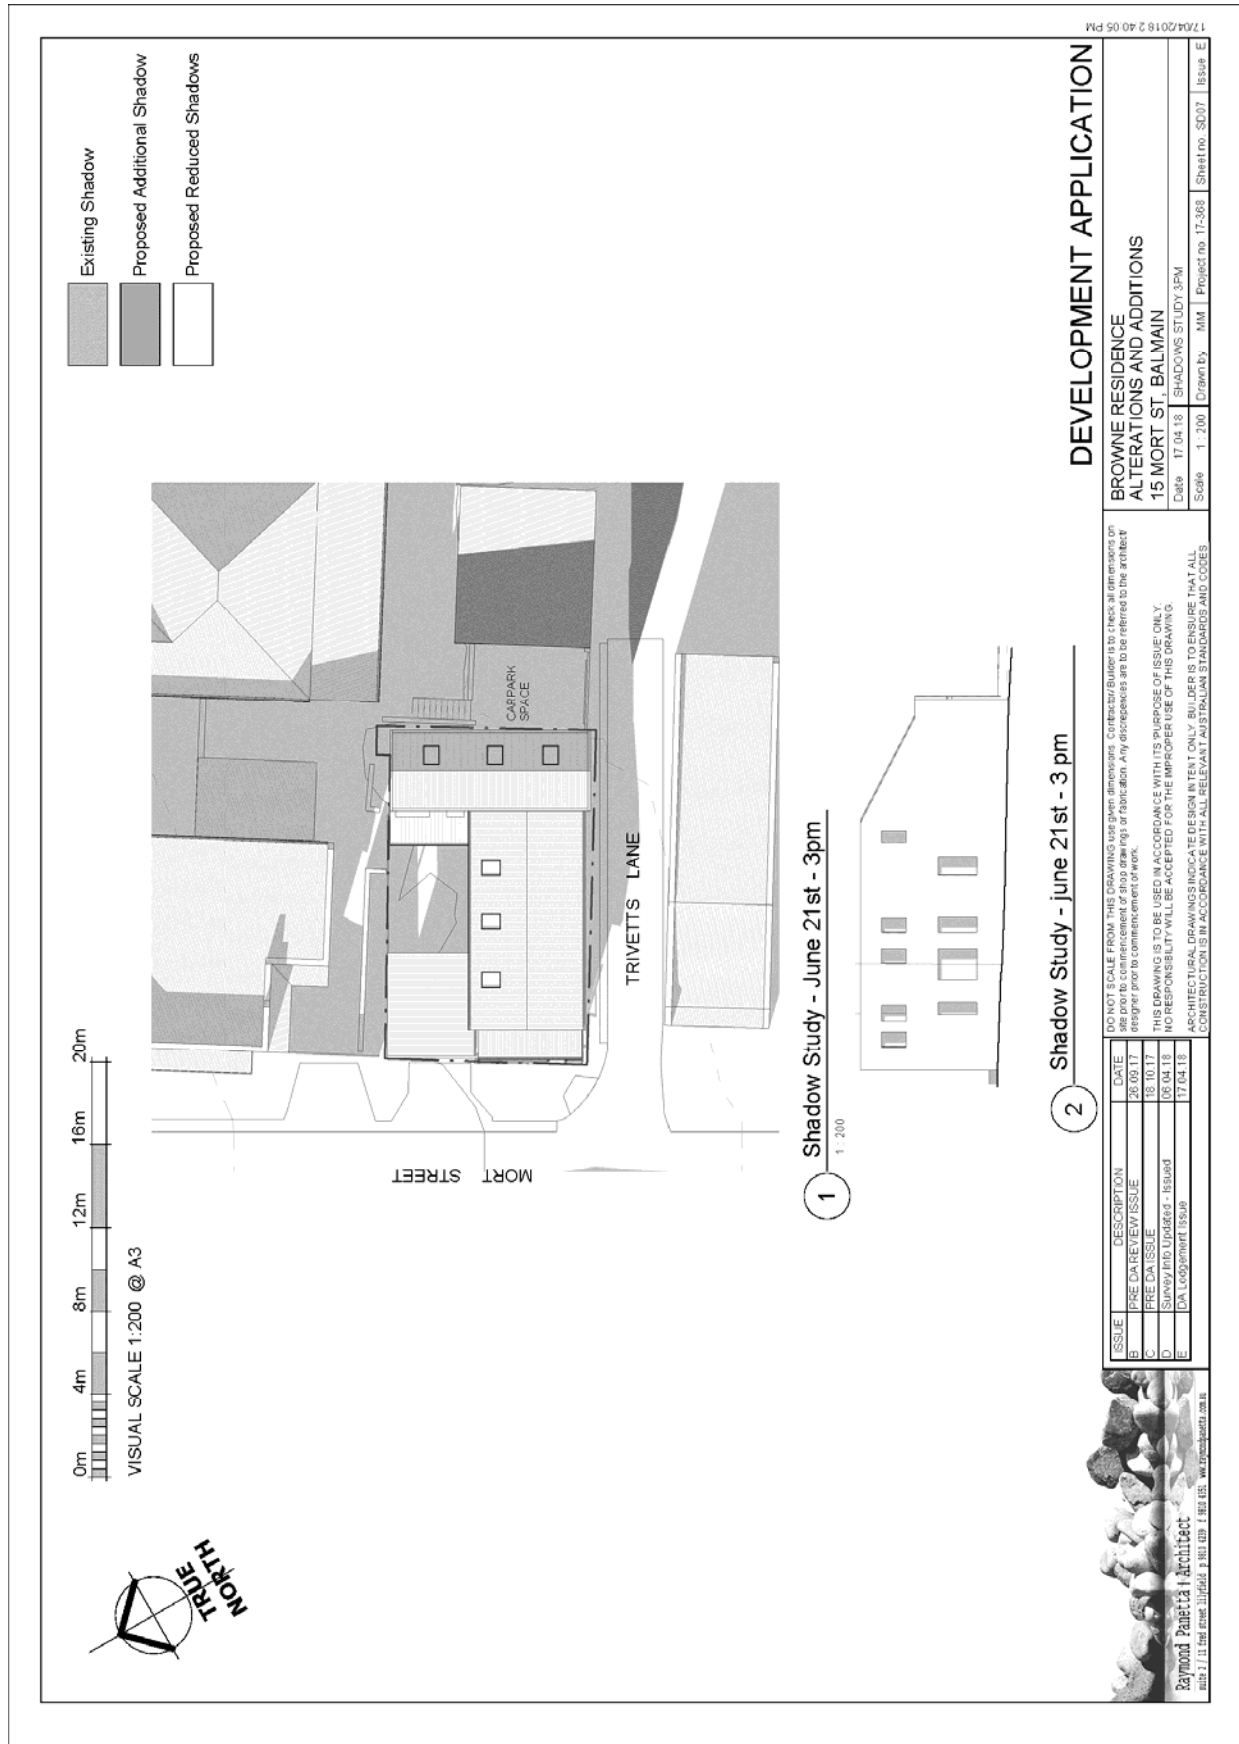 17/04/2018 2:40:05 PM
Existing Shadow
Proposed Additional Shadow
Proposed Reduced Shadows
0m 4m 8m 12m 16m 20m
VISUAL SCALE 1:200 @ A3
TRUE
NORTH
CARPARK
SPACE
TRIVETTS LANE
MORT
STREET
1 Shadow Study - June 21st - 3pm
1 : 200
2 Shadow Study - june 21st - 3 pm
DEVELOPMENT APPLICATION
Raymond Panetta | Architect
suite 2 / 11 fred street lilyfield
ISSUE DESCRIPTION DATE
B PRE DA REVIEW ISSUE 26.09.17
C PRE DA ISSUE 18.10.17
D Survey Info Updated - Issued 06.04.18
E DA Lodgement Issue 17.04.18
DO NOT SCALE FROM THIS DRAWING use given dimensions. Contractor/ Builder is to check all dimensions on
site prior to commencement of shop drawings or fabrication. Any discrepencies are to be referred to the architect/
designer prior to commencement of work.
THIS DRAWING IS TO BE USED IN ACCORDANCE WITH ITS 'PURPOSE OF ISSUE' ONLY.
NO RESPONSIBILITY WILL BE ACCEPTED FOR THE IMPROPER USE OF THIS DRAWING.
ARCHITECTURAL DRAWINGS INDICATE DESIGN INTENT ONLY. BUILDER IS TO ENSURE THAT ALL
CONSTRUCTION IS IN ACCORDANCE WITH ALL RELEVANT AUSTRALIAN STANDARDS AND CODES
BROWNE RESIDENCE
ALTERATIONS AND ADDITIONS
15 MORT ST, BALMAIN
Date 17.04.18 SHADOWS STUDY 3PM
Scale 1 : 200 Drawn by MM Project no. 17-368 Sheet no. SD07 Issue E